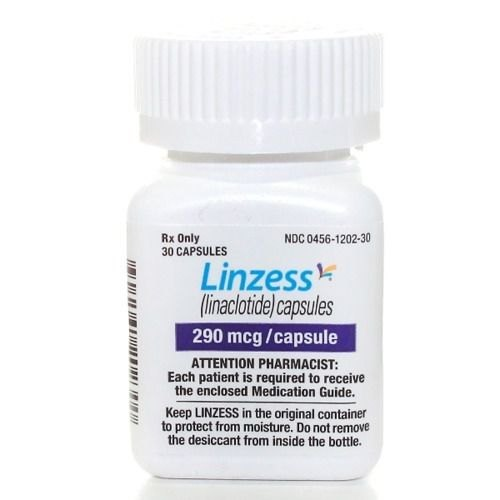 Rx Only
30 CAPSULES
NDC 0456-1202-30
Linzess
(linaclotide) capsules
290 mcg/capsule
ATTENTION PHARMACIST:
Each patient is required to receive
the enclosed Medication Guide.
Keep LINZESS in the original container
to protect from moisture. Do not remove
the desiccant from inside the bottle.